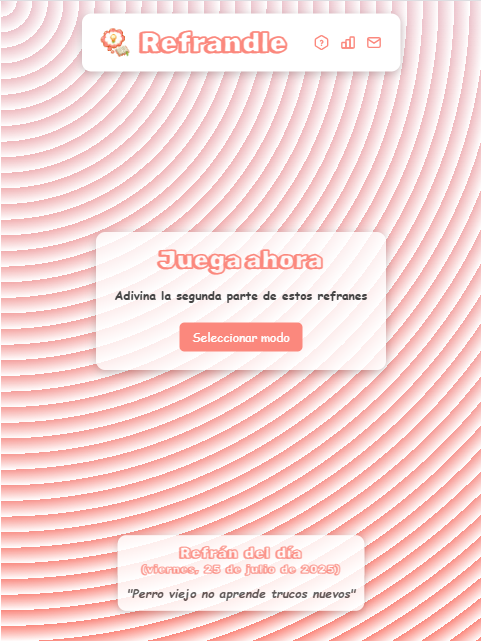 Refrandle
Juega ahora
Adivina la segunda parte de estos refranes
Seleccionar modo
Refrán del día
(viernes, 25 de julio de 2025)
"Perro viejo no aprende trucos nuevos"